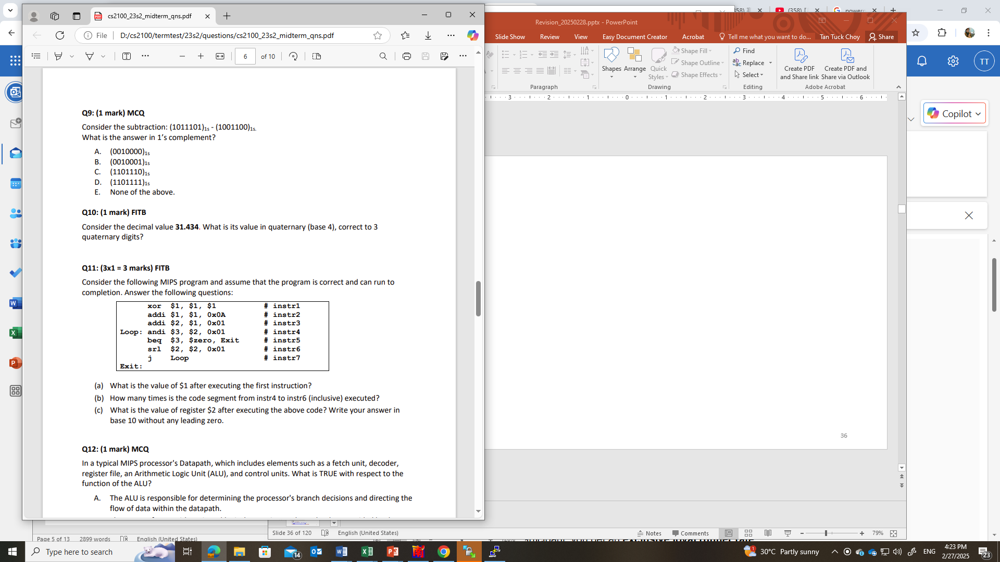 cs2100_23s2_midterm_qns.pdf
File
D:/cs2100/termtest/23s2/questions/cs2100_23s2_midterm_qns.pdf
6 of 10
Q9: (1 mark) MCQ
Consider the subtraction: (1011101)1s - (1001100)1s.
What is the answer in 1’s complement?
A. (0010000)1s
B. (0010001)1s
C. (1101110)1s
D. (1101111)1s
E. None of the above.
Q10: (1 mark) FITB
Consider the decimal value 31.434. What is its value in quaternary (base 4), correct to 3
quaternary digits?
Q11: (3x1 = 3 marks) FITB
Consider the following MIPS program and assume that the program is correct and can run to
completion. Answer the following questions:
xor $1, $1, $1 # instr1
addi $1, $1, 0x0A # instr2
addi $2, $1, 0x01 # instr3
Loop: andi $3, $2, 0x01 # instr4
beq $3, $zero, Exit # instr5
srl $2, $2, 0x01 # instr6
j Loop # instr7
Exit:
(a) What is the value of $1 after executing the first instruction?
(b) How many times is the code segment from instr4 to instr6 (inclusive) executed?
(c) What is the value of register $2 after executing the above code? Write your answer in
base 10 without any leading zero.
Q12: (1 mark) MCQ
In a typical MIPS processor's Datapath, which includes elements such as a fetch unit, decoder,
register file, an Arithmetic Logic Unit (ALU), and control units. What is TRUE with respect to the
function of the ALU?
A. The ALU is responsible for determining the processor's branch decisions and directing the
flow of data within the datapath.
358)
(358) [
power
Revision_20250228.pptx - PowerPoint
Slide Show Review View Easy Document Creator Acrobat Tell me what you want to do... Tan Tuck Choy Share
Shapes Arrange Quick Styles
Shape Fill
Shape Outline
Shape Effects
Find
Replace
Select
Create PDF and Share link
Create PDF and Share via Outlook
Paragraph Drawing Editing Adobe Acrobat
3 2 1 0 1 2 3 4 5 6
36
TT
Copilot
Slide 36 of 120 English (United States) Notes Comments 79%
Page 5 of 13 2899 words English (United States)
Type here to search
14
30°C Partly sunny
ENG
4:23 PM
2/27/2025
23